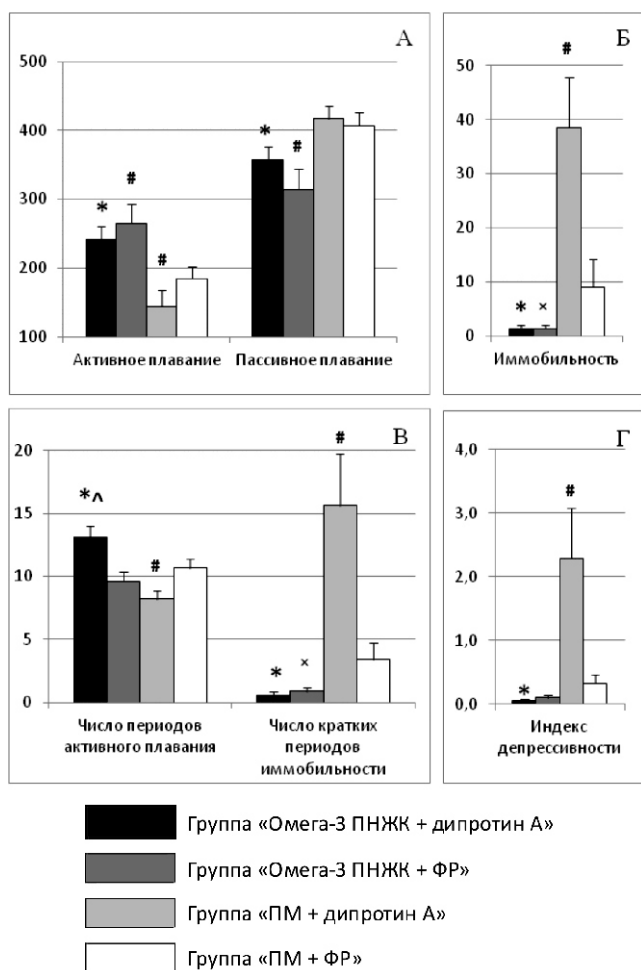 А
500
400
300
200
100
* # # * #
Активное плавание Пассивное плавание
Б
50
40
30
20
10
0
* × #
Иммобильность
В
20
15
10
5
0
*^ # * × #
Число периодов активного плавания
Число кратких периодов иммобильности
Г
4,0
3,0
2,0
1,0
0,0
* #
Индекс депрессивности
Группа «Омега-3 ПНЖК + дипротин А»
Группа «Омега-3 ПНЖК + ФР»
Группа «ПМ + дипротин А»
Группа «ПМ + ФР»